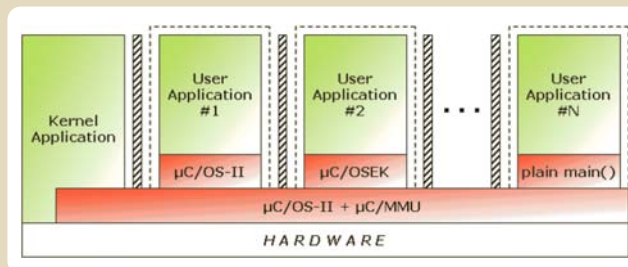 Kernel
Application
User
Application
#1
µC/OS-II
User
Application
#2
µC/OSEK
...
User
Application
#N
plain main()
µC/OS-II + µC/MMU
HARDWARE